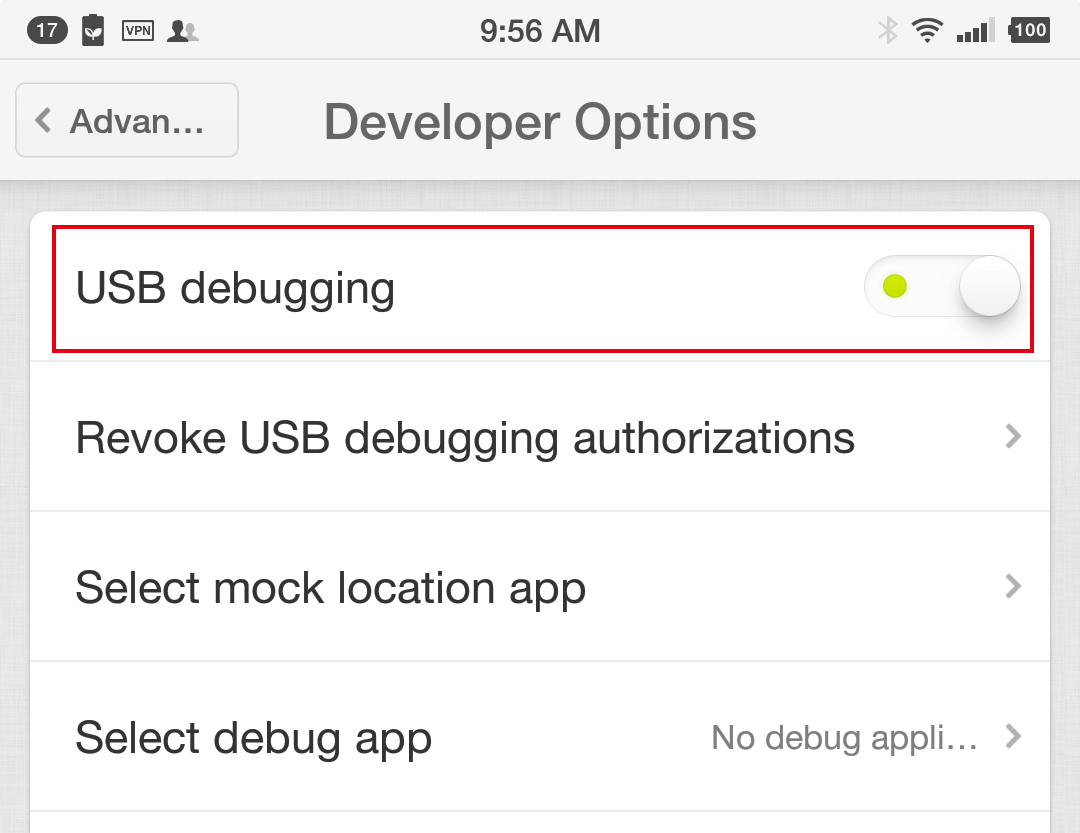 17 VPN 9:56 AM 100
Advan... Developer Options
USB debugging
Revoke USB debugging authorizations
Select mock location app
Select debug app No debug appli...